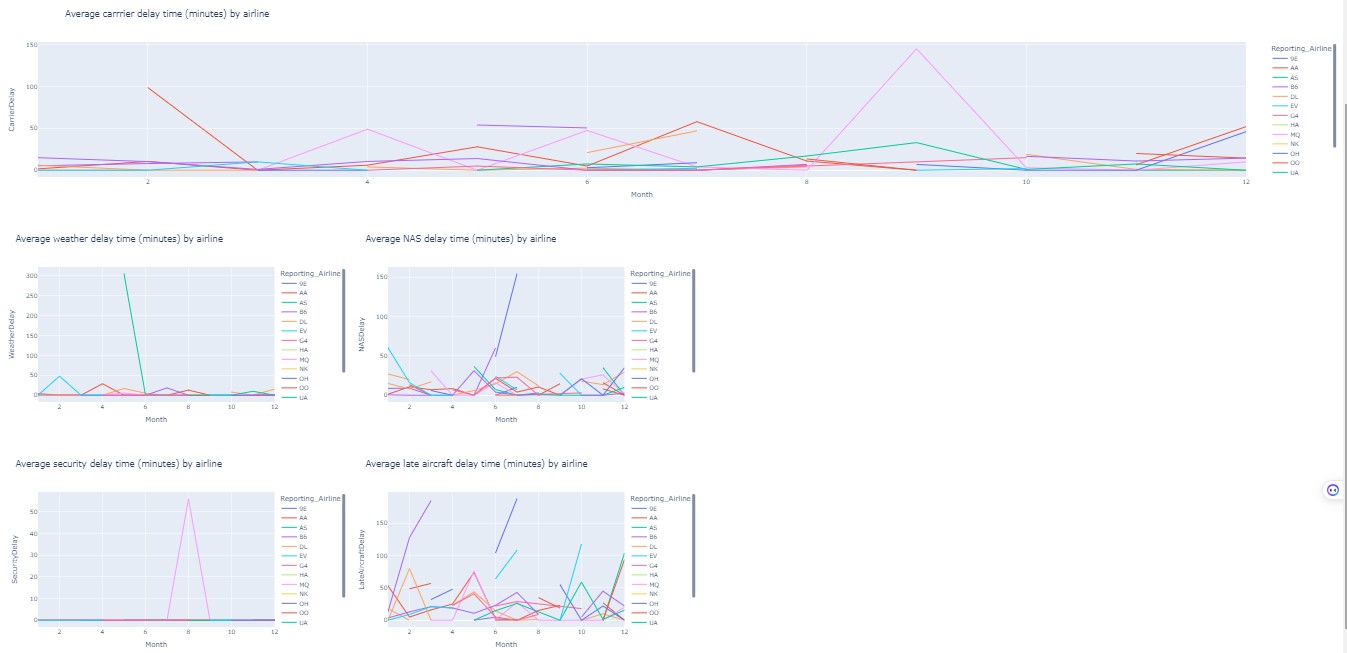 Average carrrier delay time (minutes) by airline
150
100
50
0
CarrierDelay
2
4
6
8
10
12
Month
Reporting_Airline
9E
AA
AS
B6
DL
EV
G4
HA
MQ
NK
OH
OO
UA
Average weather delay time (minutes) by airline
300
250
200
150
100
50
0
WeatherDelay
2
4
6
8
10
12
Month
Reporting_Airline
9E
AA
AS
B6
DL
EV
G4
HA
MQ
NK
OH
OO
UA
Average NAS delay time (minutes) by airline
150
100
50
0
NASDelay
2
4
6
8
10
12
Month
Reporting_Airline
9E
AA
AS
B6
DL
EV
G4
HA
MQ
NK
OH
OO
UA
Average security delay time (minutes) by airline
50
40
30
20
10
0
SecurityDelay
2
4
6
8
10
12
Month
Reporting_Airline
9E
AA
AS
B6
DL
EV
G4
HA
MQ
NK
OH
OO
UA
Average late aircraft delay time (minutes) by airline
150
100
50
0
LateAircraftDelay
2
4
6
8
10
12
Month
Reporting_Airline
9E
AA
AS
B6
DL
EV
G4
HA
MQ
NK
OH
OO
UA